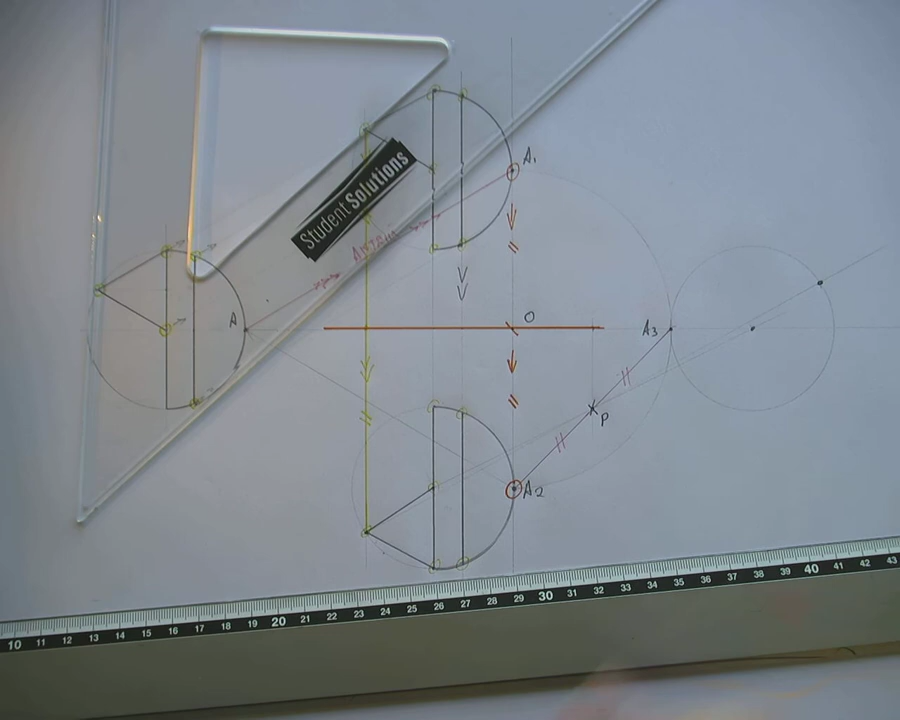 A₁
Student Solutions
A
O
A₃
P
A₂
10 11 12 13 14 15 16 17 18 19 20 21 22 23 24 25 26 27 28 29 30 31 32 33 34 35 36 37 38 39 40 41 42 43